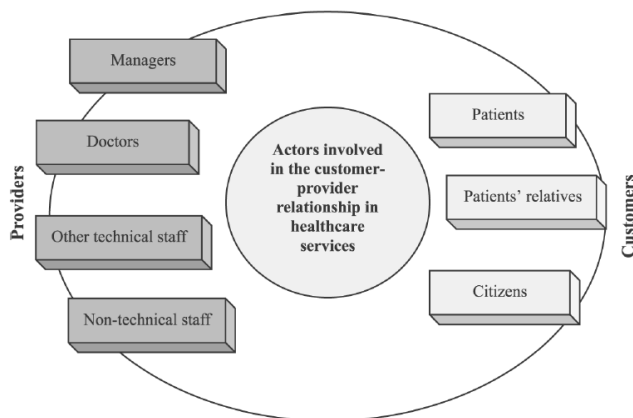 Providers
Managers
Doctors
Other technical staff
Non-technical staff
Actors involved
in the customer-
provider
relationship in
healthcare
services
Patients
Patients’ relatives
Citizens
Customers